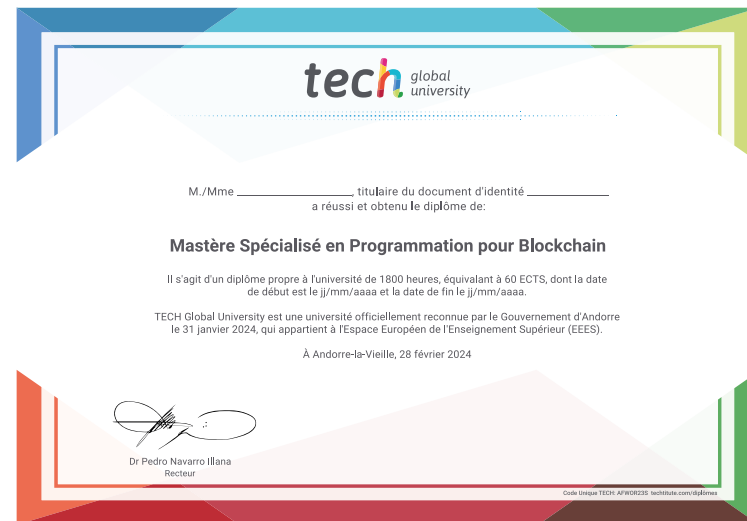 tech global university
M./Mme ____________, titulaire du document d'identité ____________
a réussi et obtenu le diplôme de:
Mastère Spécialisé en Programmation pour Blockchain
Il s'agit d'un diplôme propre à l'université de 1800 heures, équivalant à 60 ECTS, dont la date
de début est le jj/mm/aaaa et la date de fin le jj/mm/aaaa.
TECH Global University est une université officiellement reconnue par le Gouvernement d'Andorre
le 31 janvier 2024, qui appartient à l'Espace Européen de l'Enseignement Supérieur (EEES).
À Andorre-la-Vieille, 28 février 2024
Dr Pedro Navarro Illana
Recteur
Code Unique TECH: AFWOR23S techtitute.com/diplômes